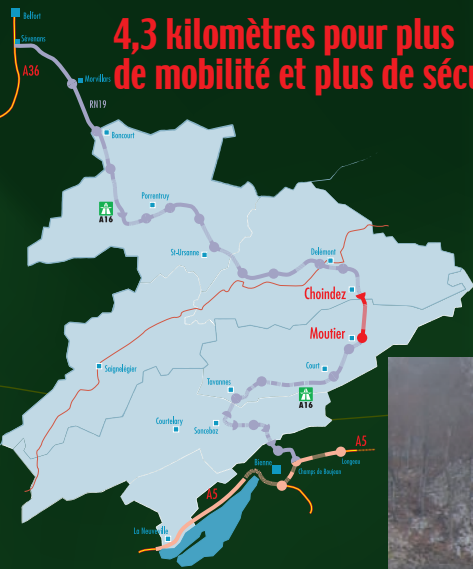 4,3 kilomètres pour plus
de mobilité et plus de sécu
Belfort
Sévenans
A36
Morvillars
RN19
Boncourt
Porrentruy
A16
St-Ursanne
Delémont
Choindez
Moutier
Court
Saignelégier
Tavannes
A16
Courtelary
Sonceboz
Bienne
A5
Longeau
Champs de Boujean
A5
La Neuveville